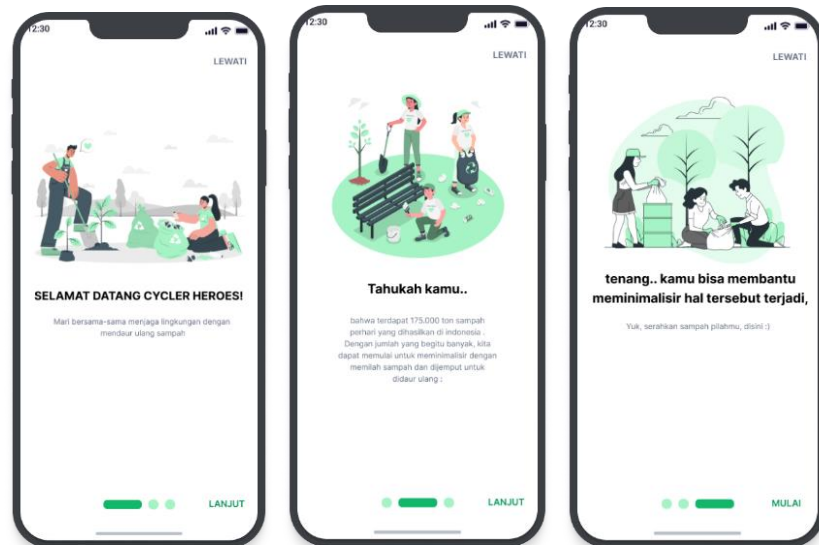 12:30
LEWATI
SELAMAT DATANG CYCLER HEROES!
Mari bersama-sama menjaga lingkungan dengan
mendaur ulang sampah
LANJUT
12:30
LEWATI
Tahukah kamu..
bahwa terdapat 175.000 ton sampah
perhari yang dihasilkan di indonesia .
Dengan jumlah yang begitu banyak, kita
dapat memulai untuk meminimalisir dengan
memilah sampah dan dijemput untuk
didaur ulang :
LANJUT
12:30
LEWATI
tenang.. kamu bisa membantu
meminimalisir hal tersebut terjadi,
Yuk, serahkan sampah pilahmu, disini :)
MULAI